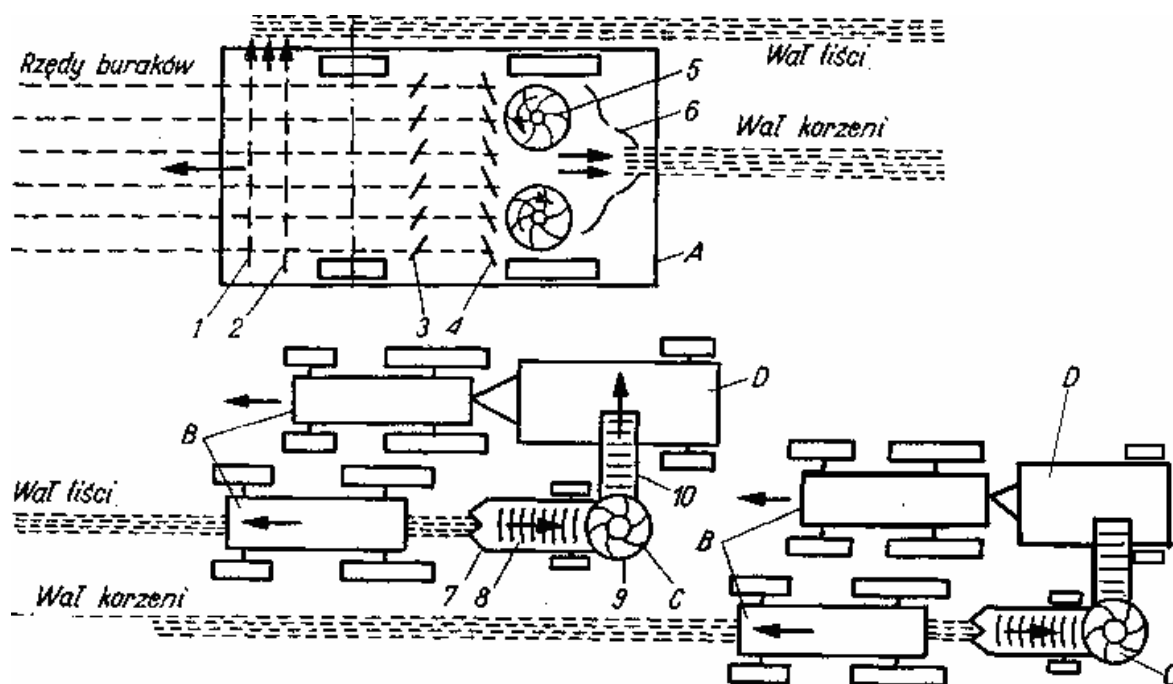 Wał liści
Rzędy buraków
5
6
Wał korzeni
A
1
2
3
4
D
D
B
10
Wał liści
B
7
8
9
C
Wał korzeni
C